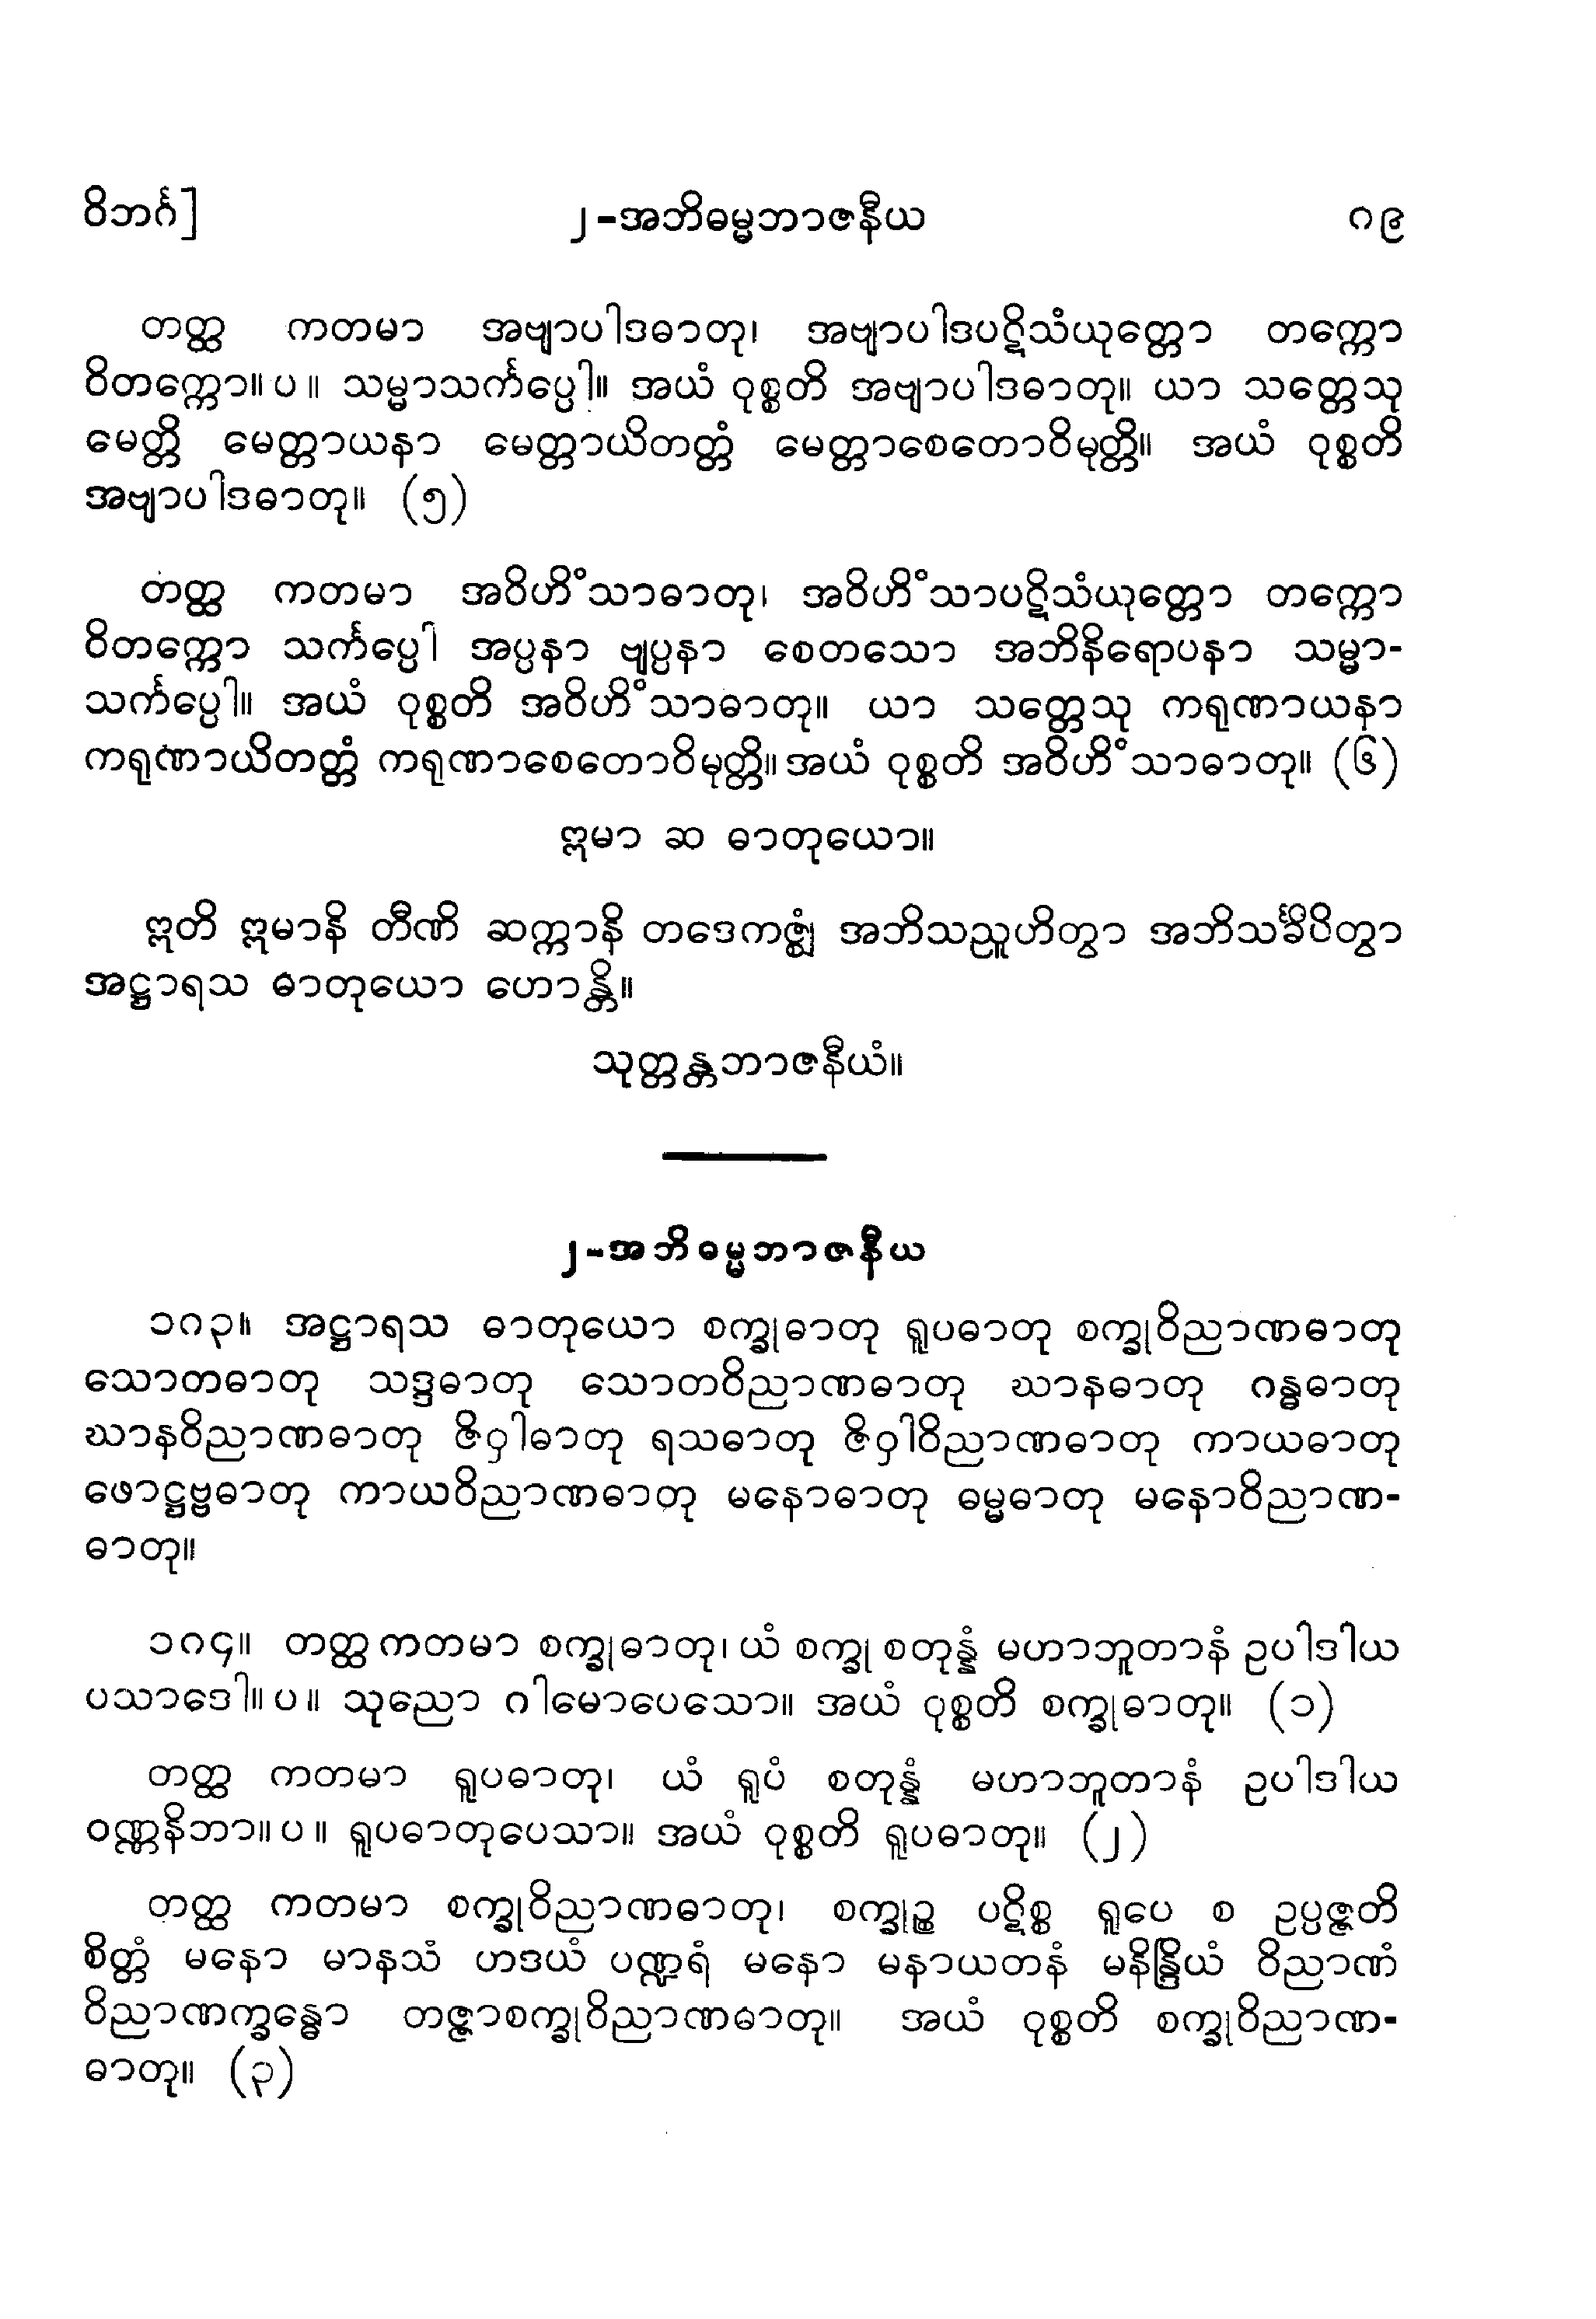 ဝိဘင်္ဂ] ၂-အဘိဓမ္မဘာဇနီယ ၈၉
တတ္ထ ကတမာ အဗျာပါဒဓာတု၊ အဗျာပါဒပဋိသံယုတ္တော တက္ကော
ဝိတက္ကော။ပ။ သမ္မာသင်္ကပ္ပေါ။ အယံ ဝုစ္စတိ အဗျာပါဒဓာတု။ ယာ သတ္တေသု
မေတ္တိ မေတ္တာယနာ မေတ္တာယိတတ္တံ မေတ္တာစေတောဝိမုတ္တိ။ အယံ ဝုစ္စတိ
အဗျာပါဒဓာတု။ (၅)
တတ္ထ ကတမာ အဝိဟိံသာဓာတု၊ အဝိဟိံသာပဋိသံယုတ္တော တက္ကော
ဝိတက္ကော သင်္ကပ္ပေါ အပ္ပနာ ဗျပ္ပနာ စေတသော အဘိနိရောပနာ သမ္မာ-
သင်္ကပ္ပေါ။ အယံ ဝုစ္စတိ အဝိဟိံသာဓာတု။ ယာ သတ္တေသု ကရုဏာယနာ
ကရုဏာယိတတ္တံ ကရုဏာစေတောဝိမုတ္တိ။ အယံ ဝုစ္စတိ အဝိဟိံသာဓာတု။ (၆)
ဣမာ ဆ ဓာတုယော။
ဣတိ ဣမာနိ တီဏိ ဆက္ကာနိ တဒေကဇ္ဈံ အဘိသညူဟိတွာ အဘိသင်္ခိပိတွာ
အဋ္ဌာရသ ဓာတုယော ဟောန္တိ။
သုတ္တန္တဘာဇနီယံ။
၂-အဘိဓမ္မဘာဇနီယ
၁၈၃။ အဋ္ဌာရသ ဓာတုယော စက္ခုဓာတု ရူပဓာတု စက္ခုဝိညာဏဓာတု
သောတဓာတု သဒ္ဒဓာတု သောတဝိညာဏဓာတု ဃာနဓာတု ဂန္ဓဓာတု
ဃာနဝိညာဏဓာတု ဇိဝှါဓာတု ရသဓာတု ဇိဝှါဝိညာဏဓာတု ကာယဓာတု
ဖောဋ္ဌဗ္ဗဓာတု ကာယဝိညာဏဓာတု မနောဓာတု ဓမ္မဓာတု မနောဝိညာဏ-
ဓာတု။
၁၈၄။ တတ္ထ ကတမာ စက္ခုဓာတု၊ ယံ စက္ခု စတုန္နံ မဟာဘူတာနံ ဥပါဒါယ
ပသာဒေါ။ပ။ သုညော ဂါမောပေသော။ အယံ ဝုစ္စတိ စက္ခုဓာတု။ (၁)
တတ္ထ ကတမာ ရူပဓာတု၊ ယံ ရူပံ စတုန္နံ မဟာဘူတာနံ ဥပါဒါယ
ဝဏ္ဏနိဘာ။ပ။ ရူပဓာတုပေသာ။ အယံ ဝုစ္စတိ ရူပဓာတု။ (၂)
တတ္ထ ကတမာ စက္ခုဝိညာဏဓာတု၊ စက္ခုဉ္စ ပဋိစ္စ ရူပေ စ ဥပ္ပဇ္ဇတိ
စိတ္တံ မနော မာနသံ ဟဒယံ ပဏ္ဍရံ မနော မနာယတနံ မနိန္ဒြိယံ ဝိညာဏံ
ဝိညာဏက္ခန္ဓော တဇ္ဇာစက္ခုဝိညာဏဓာတု။ အယံ ဝုစ္စတိ စက္ခုဝိညာဏ-
ဓာတု။ (၃)